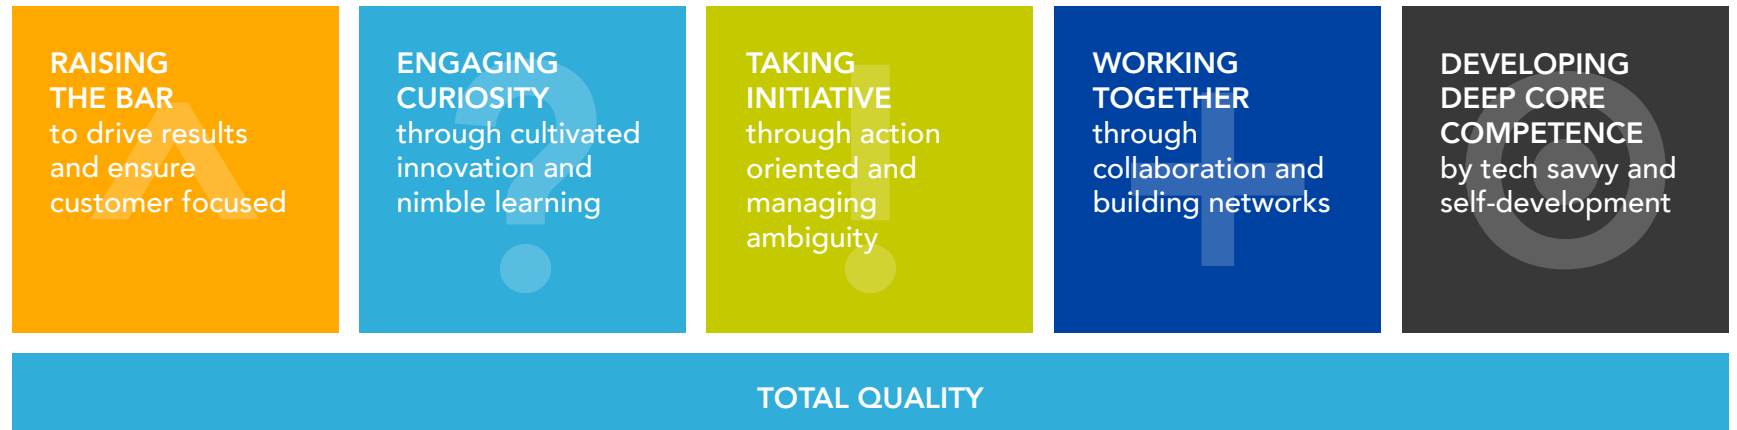 RAISING
THE BAR
to drive results
and ensure
customer focused
ENGAGING
CURIOSITY
through cultivated
innovation and
nimble learning
TAKING
INITIATIVE
through action
oriented and
managing
ambiguity
WORKING
TOGETHER
through
collaboration and
building networks
DEVELOPING
DEEP CORE
COMPETENCE
by tech savvy and
self-development
TOTAL QUALITY